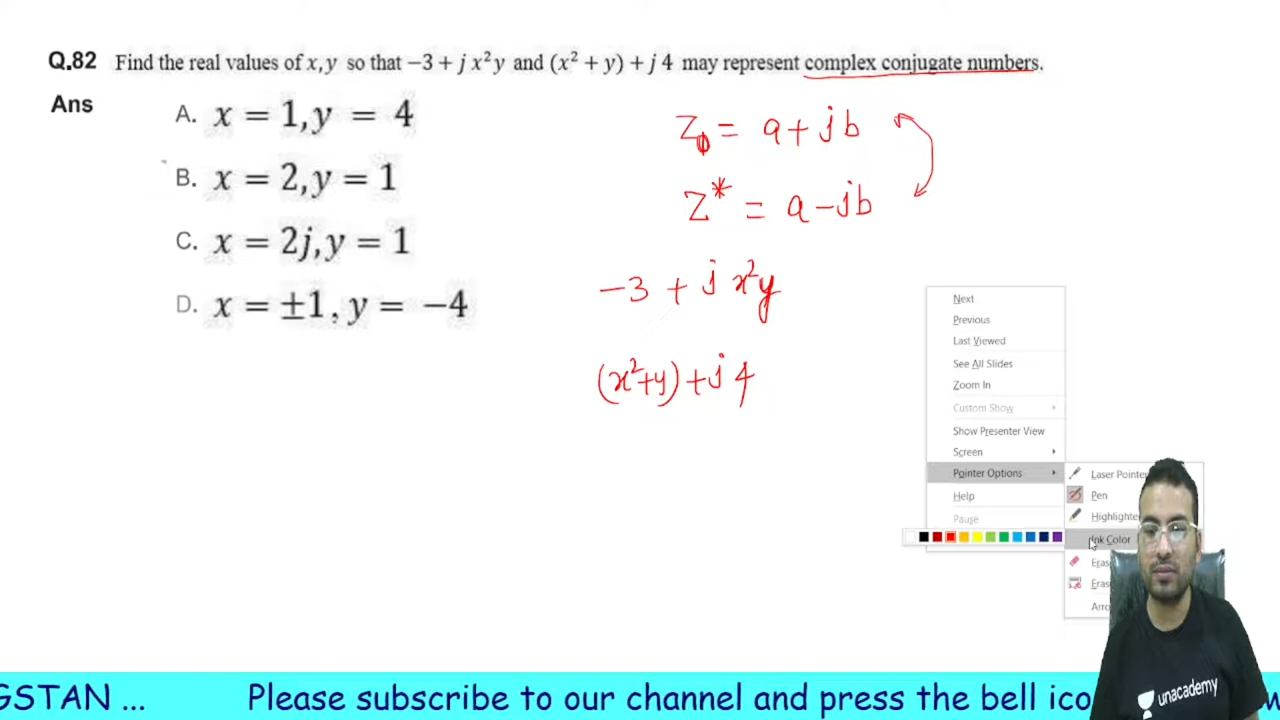 Q.82 Find the real values of x, y so that −3 + j x²y and (x² + y) + j 4 may represent complex conjugate numbers.
Ans
A. x = 1, y = 4
B. x = 2, y = 1
C. x = 2j, y = 1
D. x = ±1, y = −4
Z = a + jb
Z* = a − jb
−3 + j x²y
(x²+y) + j 4
Next
Previous
Last Viewed
See All Slides
Zoom In
Custom Show
Show Presenter View
Screen
Pointer Options
Help
Pause
Laser Pointer
Pen
Highlighter
Ink Color
unacademy
GSTAN ... Please subscribe to our channel and press the bell ico